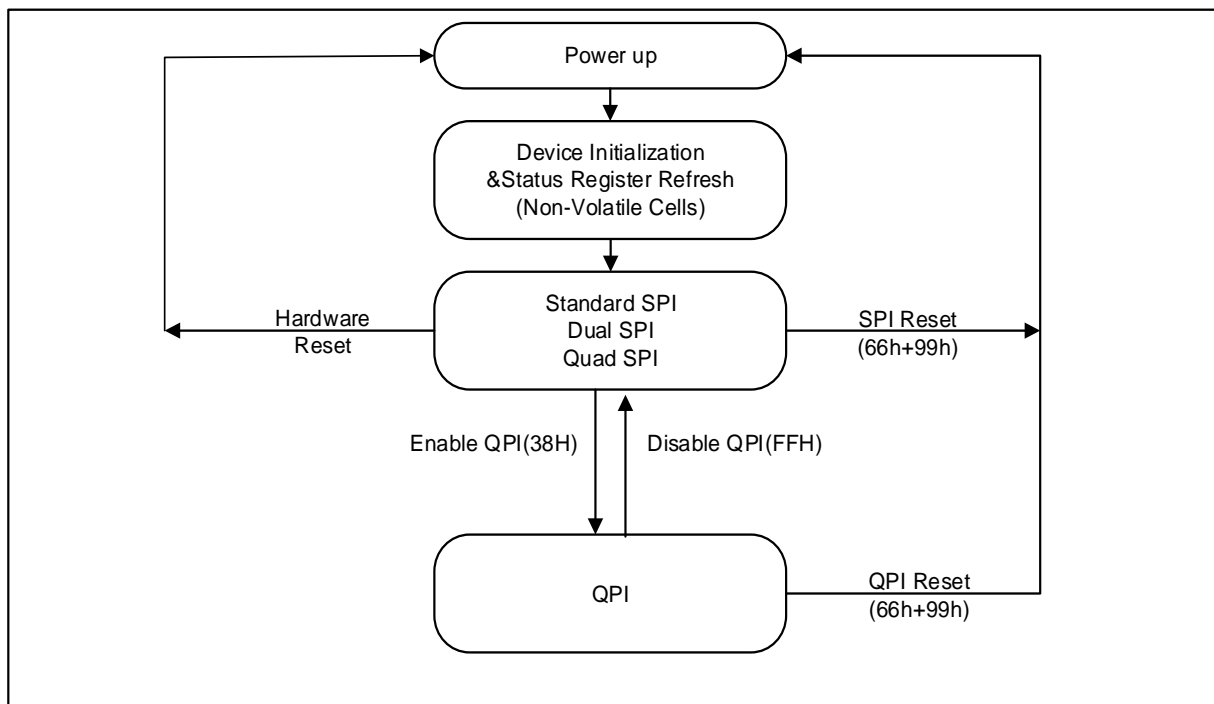 Power up
Device Initialization
&Status Register Refresh
(Non-Volatile Cells)
Standard SPI
Dual SPI
Quad SPI
Hardware
Reset
SPI Reset
(66h+99h)
Enable QPI(38H)
Disable QPI(FFH)
QPI
QPI Reset
(66h+99h)